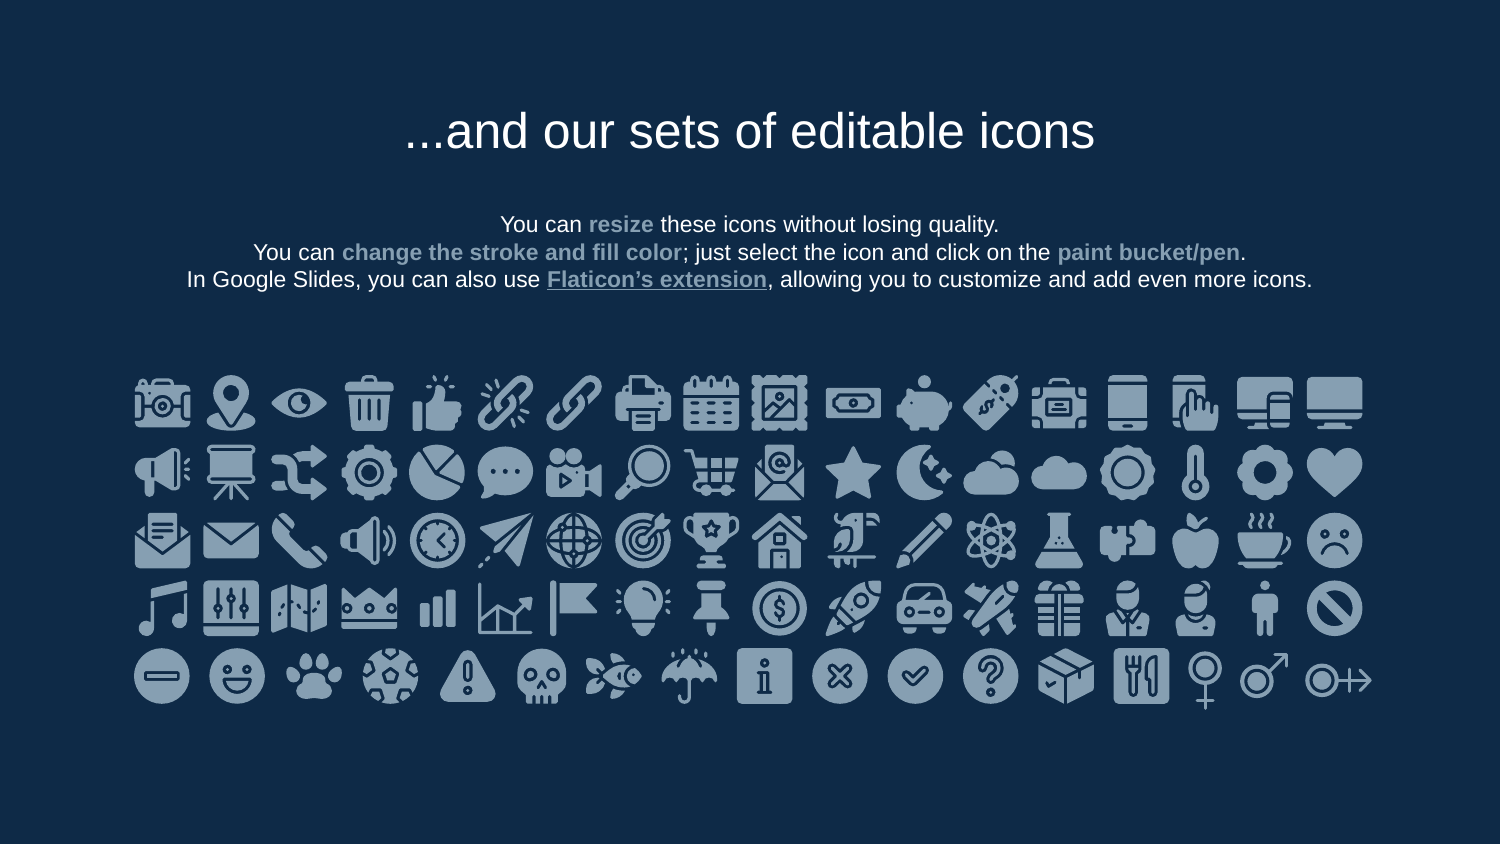 ...and our sets of editable icons
You can resize these icons without losing quality.
You can change the stroke and fill color; just select the icon and click on the paint bucket/pen.
In Google Slides, you can also use Flaticon’s extension, allowing you to customize and add even more icons.